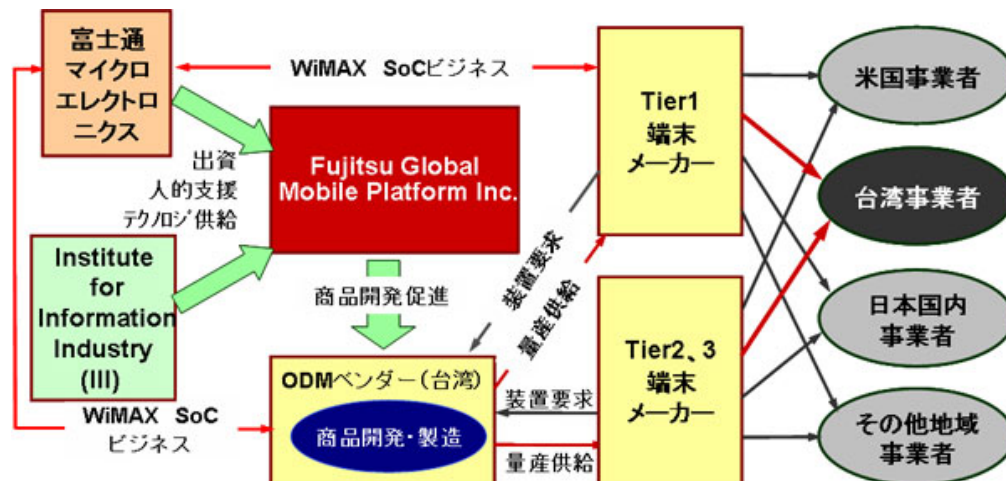 富士通
マイクロ
エレクトロ
ニクス
WiMAX SoCビジネス
出資
人的支援
テクノロジ供給
Fujitsu Global
Mobile Platform Inc.
Institute
for
Information
Industry
(III)
商品開発促進
装置要求
量産供給
Tier1
端末
メーカー
Tier2、3
端末
メーカー
ODMベンダー(台湾)
商品開発・製造
WiMAX SoC
ビジネス
装置要求
量産供給
米国事業者
台湾事業者
日本国内
事業者
その他地域
事業者